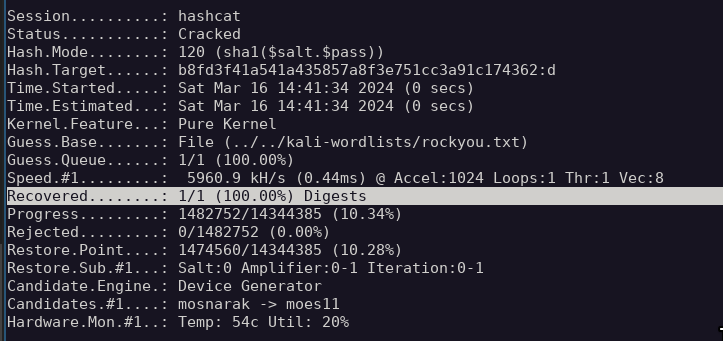 Session..........: hashcat
Status...........: Cracked
Hash.Mode........: 120 (sha1($salt.$pass))
Hash.Target......: b8fd3f41a541a435857a8f3e751cc3a91c174362:d
Time.Started.....: Sat Mar 16 14:41:34 2024 (0 secs)
Time.Estimated...: Sat Mar 16 14:41:34 2024 (0 secs)
Kernel.Feature...: Pure Kernel
Guess.Base.......: File (../../kali-wordlists/rockyou.txt)
Guess.Queue......: 1/1 (100.00%)
Speed.#1.........:  5960.9 kH/s (0.44ms) @ Accel:1024 Loops:1 Thr:1 Vec:8
Recovered........: 1/1 (100.00%) Digests
Progress.........: 1482752/14344385 (10.34%)
Rejected.........: 0/1482752 (0.00%)
Restore.Point....: 1474560/14344385 (10.28%)
Restore.Sub.#1...: Salt:0 Amplifier:0-1 Iteration:0-1
Candidate.Engine.: Device Generator
Candidates.#1....: mosnarak -> moes11
Hardware.Mon.#1..: Temp: 54c Util: 20%